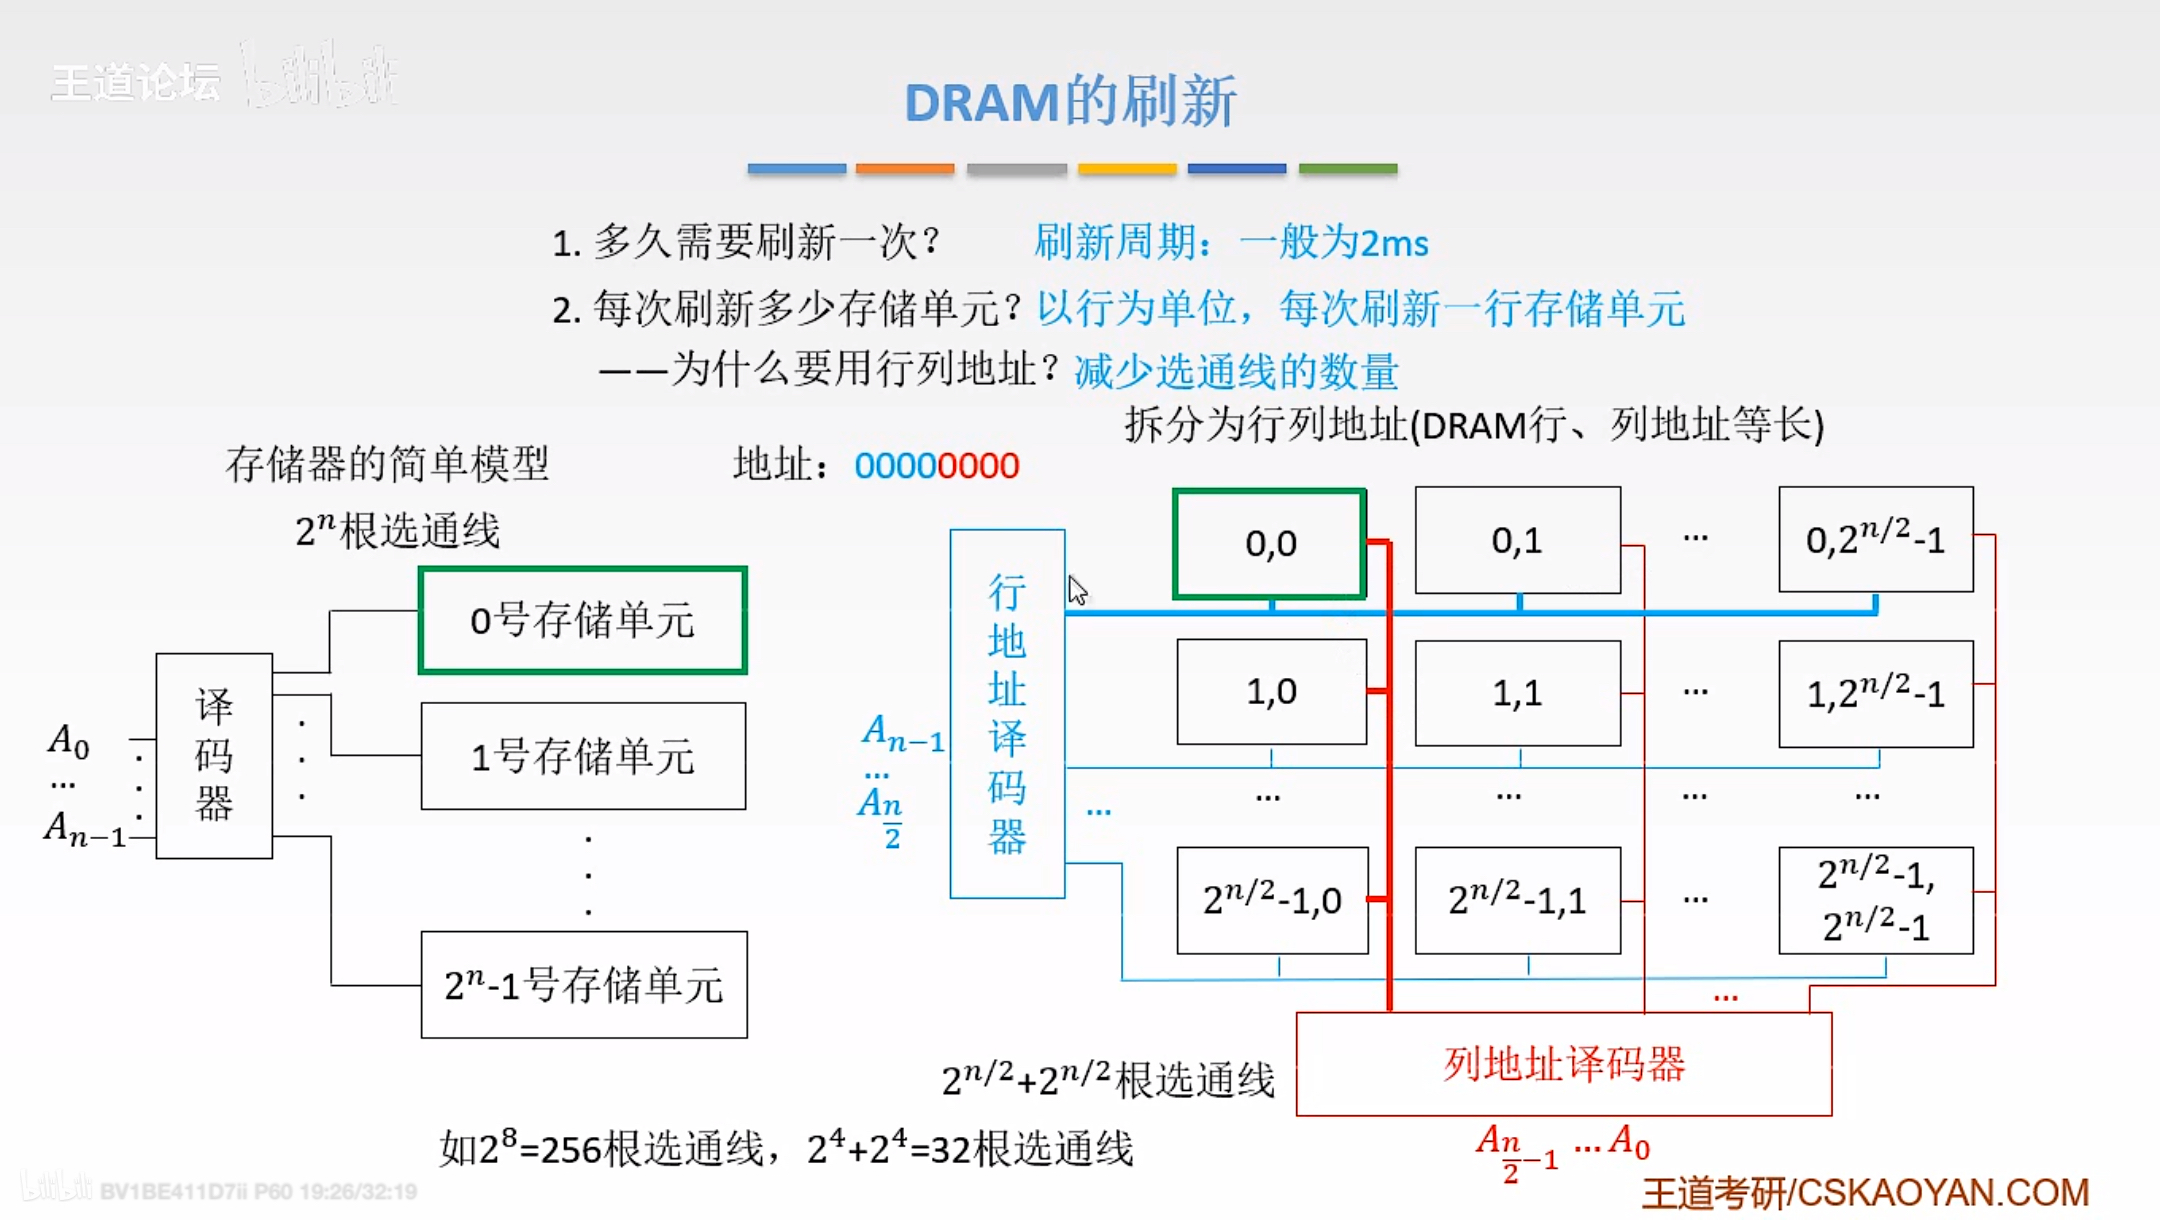 王道论坛 bilibili
DRAM的刷新
1. 多久需要刷新一次？ 刷新周期：一般为2ms
2. 每次刷新多少存储单元？以行为单位，每次刷新一行存储单元
——为什么要用行列地址？减少选通线的数量
拆分为行列地址(DRAM行、列地址等长)
存储器的简单模型
地址：00000000
2ⁿ根选通线
0号存储单元
1号存储单元
2ⁿ-1号存储单元
译码器
A₀
...
Aₙ₋₁
行地址译码器
Aₙ₋₁
...
A_{n/2}
...
0,0
0,1
...
0,2^{n/2}-1
1,0
1,1
...
1,2^{n/2}-1
...
...
...
...
2^{n/2}-1,0
2^{n/2}-1,1
...
2^{n/2}-1,
2^{n/2}-1
...
列地址译码器
A_{n/2-1} ... A₀
2^{n/2}+2^{n/2}根选通线
如2⁸=256根选通线，2⁴+2⁴=32根选通线
bilibili BV1BE411D7ii P60 19:26/32:19
王道考研/CSKAOYAN.COM